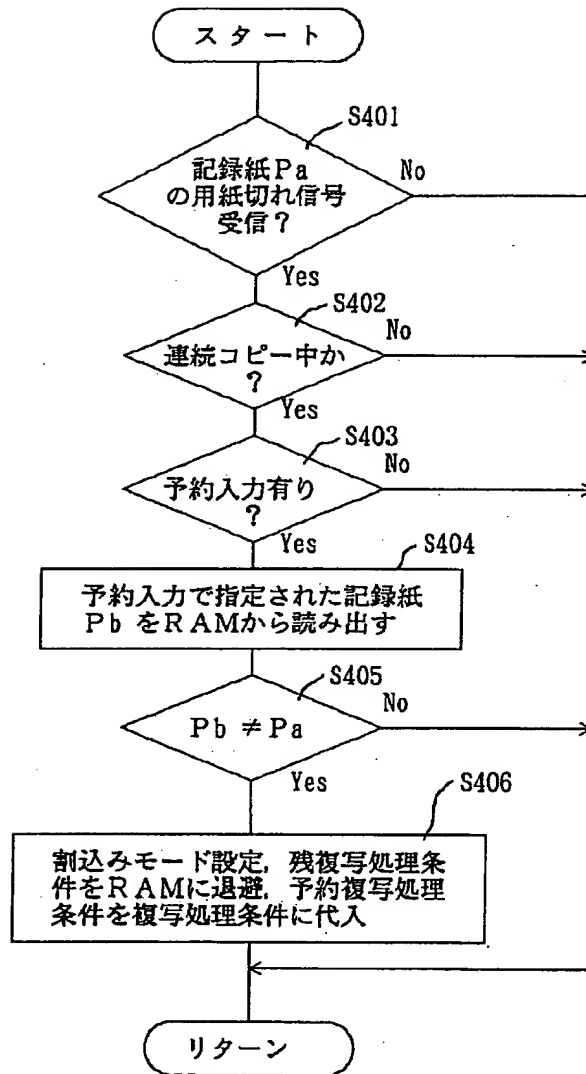 スタート
S401
記録紙Pa
の用紙切れ信号
受信?
No
Yes
S402
連続コピー中か
?
No
Yes
S403
予約入力有り
?
No
Yes
S404
予約入力で指定された記録紙
PbをRAMから読み出す
S405
Pb ≠ Pa
No
Yes
S406
割込みモード設定, 残複写処理条
件をRAMに退避, 予約複写処理
条件を複写処理条件に代入
リターン